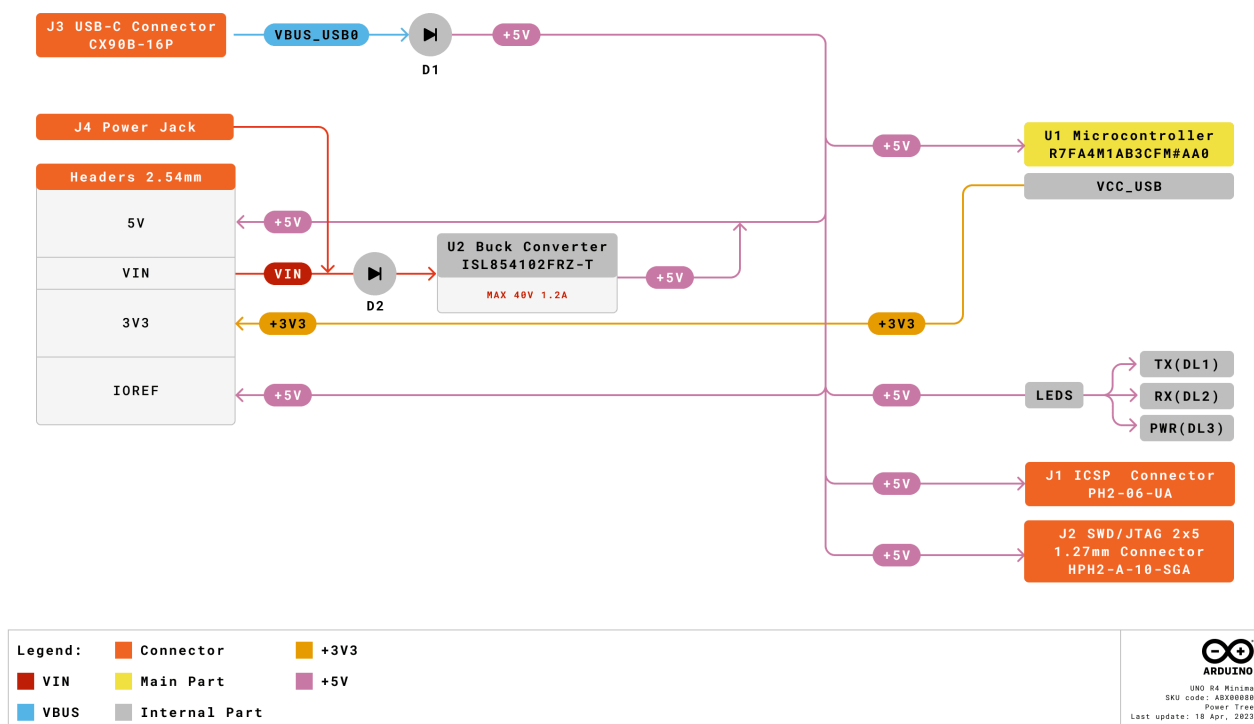 J3 USB-C Connector
CX90B-16P
VBUS_USB0
+5V
D1
J4 Power Jack
+5V
U1 Microcontroller
R7FA4M1AB3CFM#AA0
Headers 2.54mm
VCC_USB
5V
+5V
U2 Buck Converter
ISL854102FRZ-T
VIN
VIN
+5V
MAX 40V 1.2A
D2
3V3
+3V3
+3V3
TX(DL1)
IOREF
+5V
+5V
LEDS
RX(DL2)
PWR(DL3)
+5V
J1 ICSP Connector
PH2-06-UA
+5V
J2 SWD/JTAG 2x5
1.27mm Connector
HPH2-A-10-SGA
Legend:
Connector
+3V3
VIN
Main Part
+5V
VBUS
Internal Part
ARDUINO
UNO R4 Minima
SKU code: ABX00080
Power Tree
Last update: 18 Apr, 2023